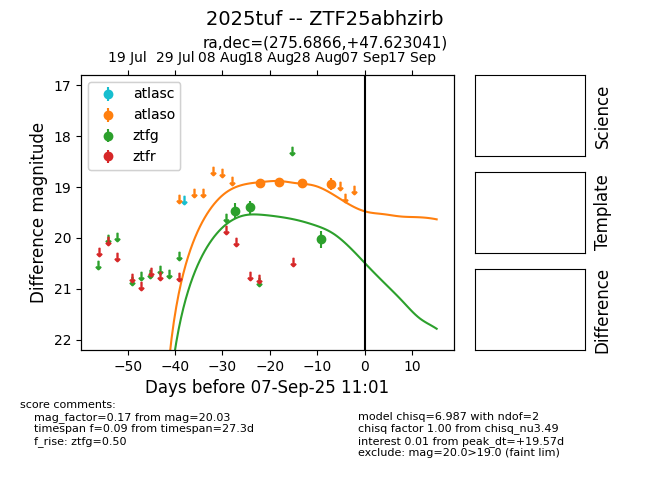 2025tuf -- ZTF25abhzirb
ra,dec=(275.6866,+47.623041)
19 Jul 29 Jul 08 Aug 18 Aug 28 Aug 07 Sep 17 Sep
17
18
19
20
21
22
Difference magnitude
atlasc
atlaso
ztfg
ztfr
−50 −40 −30 −20 −10 0 10
Days before 07-Sep-25 11:01
Science
Template
Difference
score comments:
mag_factor=0.17 from mag=20.03
timespan f=0.09 from timespan=27.3d
f_rise: ztfg=0.50
model chisq=6.987 with ndof=2
chisq factor 1.00 from chisq_nu3.49
interest 0.01 from peak_dt=+19.57d
exclude: mag=20.0>19.0 (faint lim)